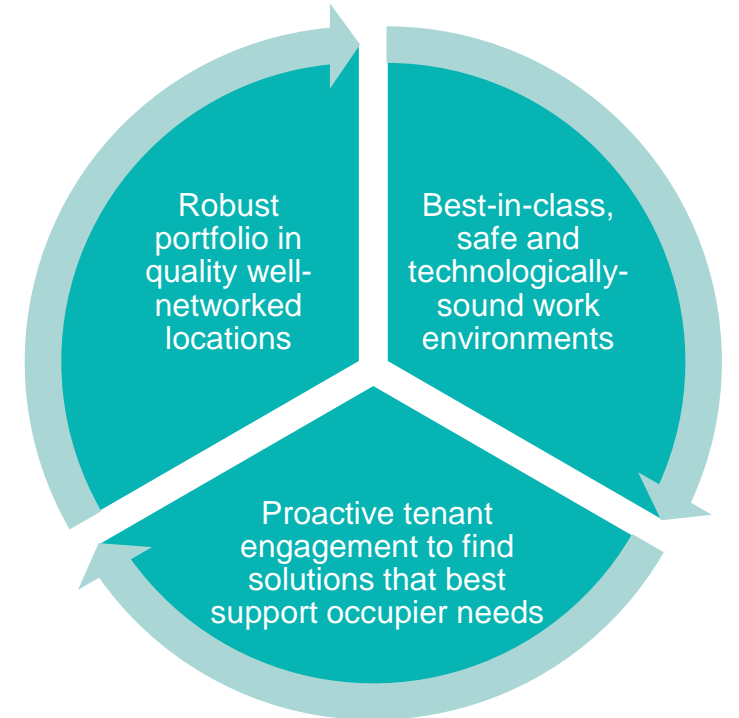 Robust
portfolio in
quality well-
networked
locations
Best-in-class,
safe and
technologically-
sound work
environments
Proactive tenant
engagement to find
solutions that best
support occupier needs